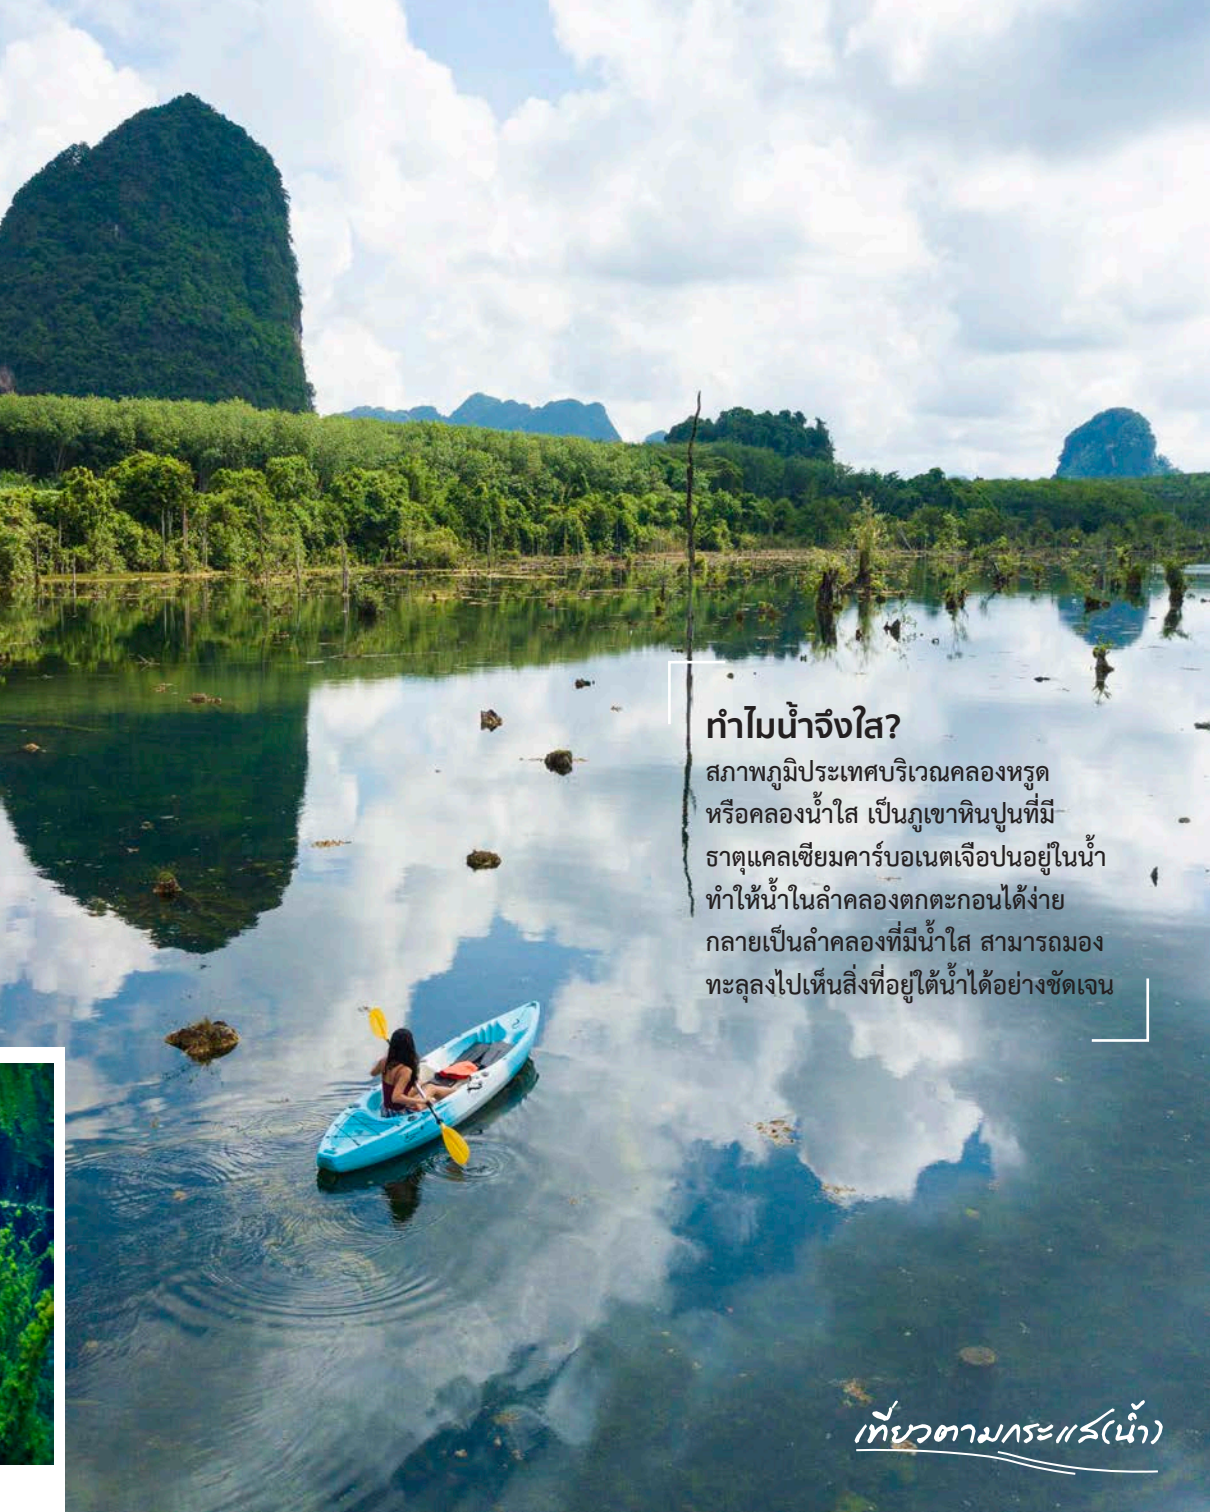 ทำไมน้ำจึงใส?
สภาพภูมิประเทศบริเวณคลองหรูด
หรือคลองน้ำใส เป็นภูเขาหินปูนที่มี
ธาตุแคลเซียมคาร์บอเนตเจือปนอยู่ในน้ำ
ทำให้น้ำในลำคลองตกตะกอนได้ง่าย
กลายเป็นลำคลองที่มีน้ำใส สามารถมอง
ทะลุลงไปเห็นสิ่งที่อยู่ใต้น้ำได้อย่างชัดเจน
เที่ยวตามกระแส(น้ำ)